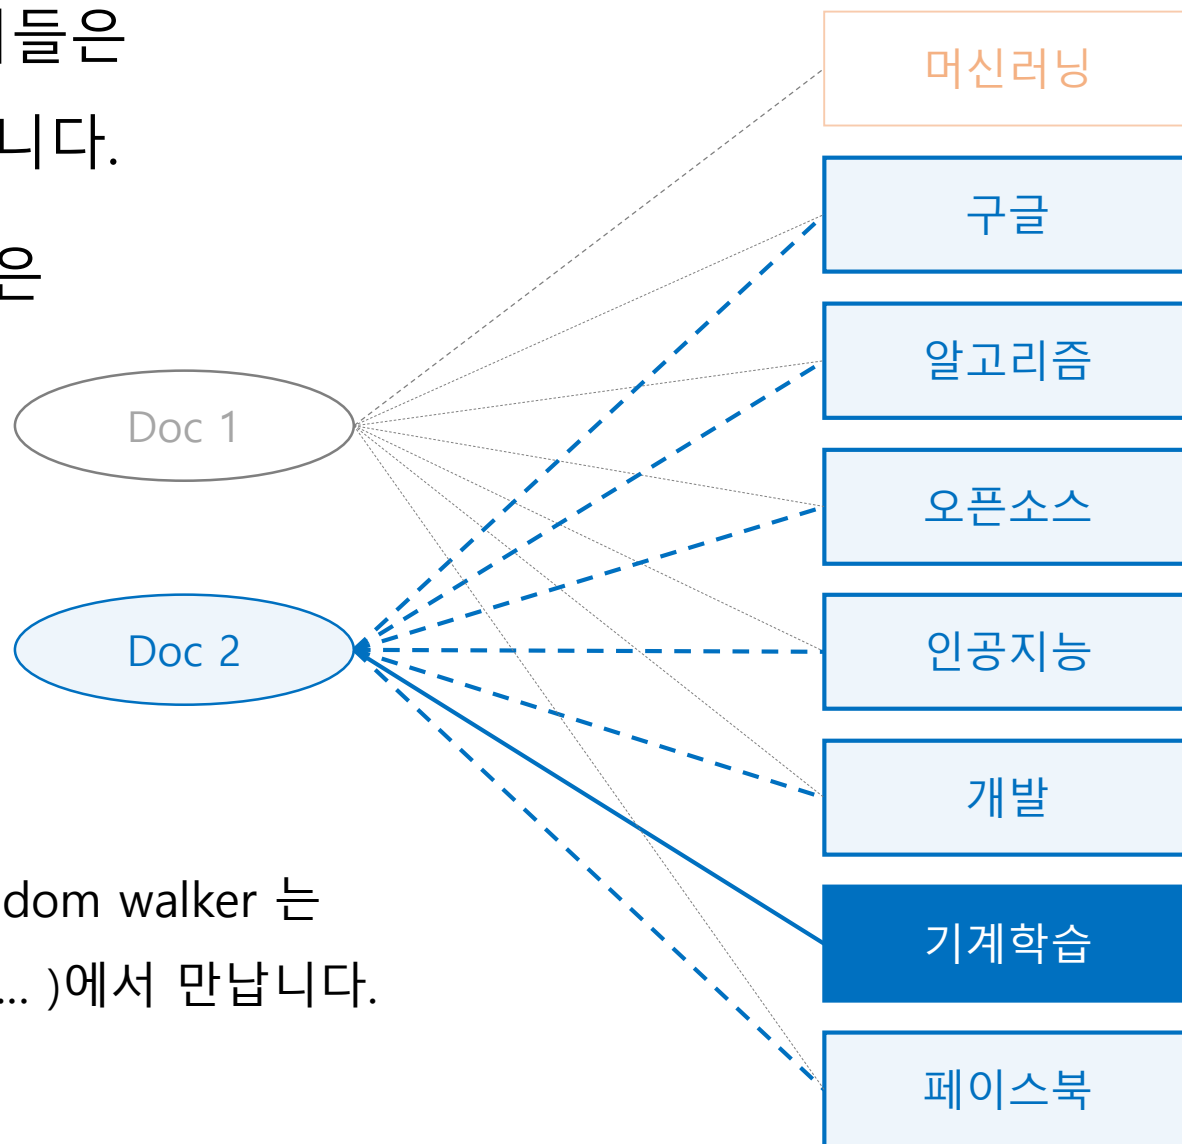 들은
니다.
은
머신러닝
구글
알고리즘
오픈소스
인공지능
개발
기계학습
페이스북
Doc 1
Doc 2
dom walker 는
... )에서 만납니다.